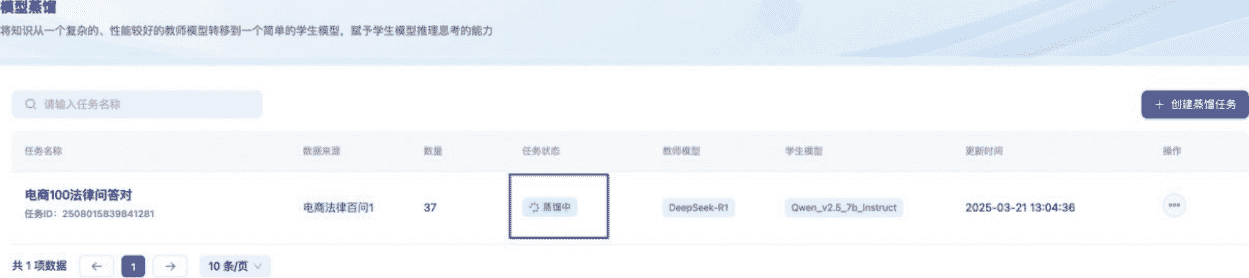 模型蒸馏
将知识从一个复杂的、性能较好的教师模型转移到一个简单的学生模型，赋予学生模型推理思考的能力
请输入任务名称
+ 创建蒸馏任务
任务名称 数据来源 数量 任务状态 教师模型 学生模型 更新时间 操作
电商100法律问答对
任务ID: 2508015839841281
电商法律百问1 37 蒸馏中 DeepSeek-R1 Qwen_v2.5_7b_Instruct 2025-03-21 13:04:36
共 1 项数据 ← 1 → 10 条/页